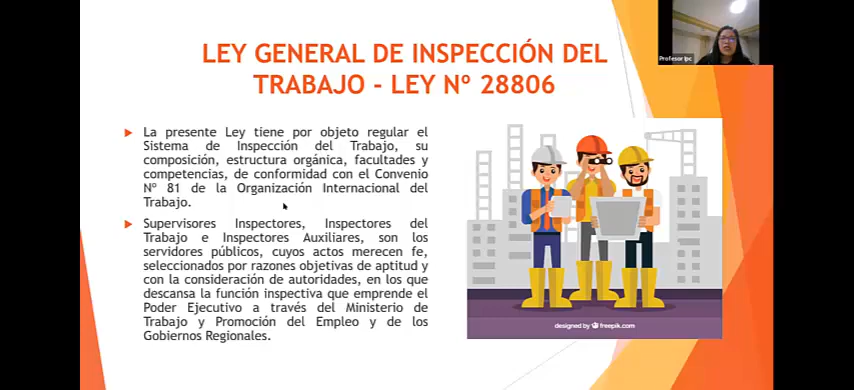 LEY GENERAL DE INSPECCIÓN DEL
TRABAJO - LEY Nº 28806
La presente Ley tiene por objeto regular el
Sistema de Inspección del Trabajo, su
composición, estructura orgánica, facultades y
competencias, de conformidad con el Convenio
Nº 81 de la Organización Internacional del
Trabajo.
Supervisores Inspectores, Inspectores del
Trabajo e Inspectores Auxiliares, son los
servidores públicos, cuyos actos merecen fe,
seleccionados por razones objetivas de aptitud y
con la consideración de autoridades, en los que
descansa la función inspectiva que emprende el
Poder Ejecutivo a través del Ministerio de
Trabajo y Promoción del Empleo y de los
Gobiernos Regionales.
designed by freepik.com
Profesor Ipc